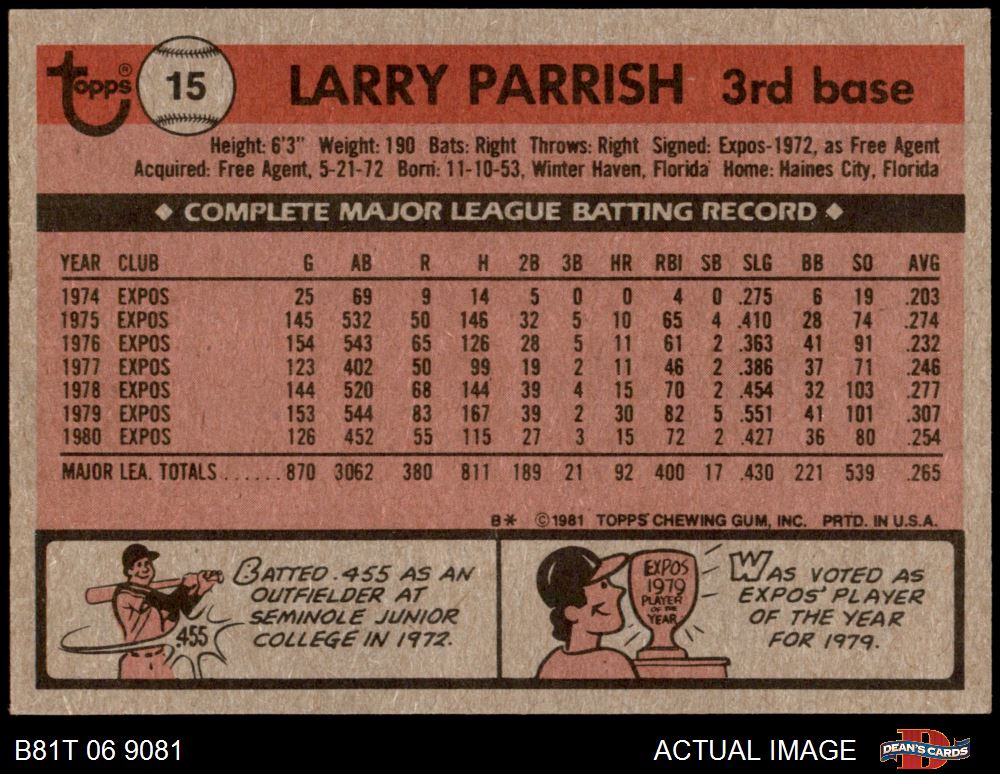 topps® 15 LARRY PARRISH 3rd base
Height: 6'3" Weight: 190 Bats: Right Throws: Right Signed: Expos-1972, as Free Agent
Acquired: Free Agent, 5-21-72 Born: 11-10-53, Winter Haven, Florida Home: Haines City, Florida
◆ COMPLETE MAJOR LEAGUE BATTING RECORD ◆
YEAR CLUB G AB R H 2B 3B HR RBI SB SLG BB SO AVG
1974 EXPOS 25 69 9 14 5 0 0 4 0 .275 6 19 .203
1975 EXPOS 145 532 50 146 32 5 10 65 4 .410 28 74 .274
1976 EXPOS 154 543 65 126 28 5 11 61 2 .363 41 91 .232
1977 EXPOS 123 402 50 99 19 2 11 46 2 .386 37 71 .246
1978 EXPOS 144 520 68 144 39 4 15 70 2 .454 32 103 .277
1979 EXPOS 153 544 83 167 39 2 30 82 5 .551 41 101 .307
1980 EXPOS 126 452 55 115 27 3 15 72 2 .427 36 80 .254
MAJOR LEA. TOTALS ...... 870 3062 380 811 189 21 92 400 17 .430 221 539 .265
B* ©1981 TOPPS CHEWING GUM, INC. PRTD. IN U.S.A.
BATTED .455 AS AN
OUTFIELDER AT
SEMINOLE JUNIOR
COLLEGE IN 1972.
.455
EXPOS
1979
PLAYER
OF THE
YEAR
WAS VOTED AS
EXPOS' PLAYER
OF THE YEAR
FOR 1979.
B81T 06 9081 ACTUAL IMAGE DEAN'S CARDS